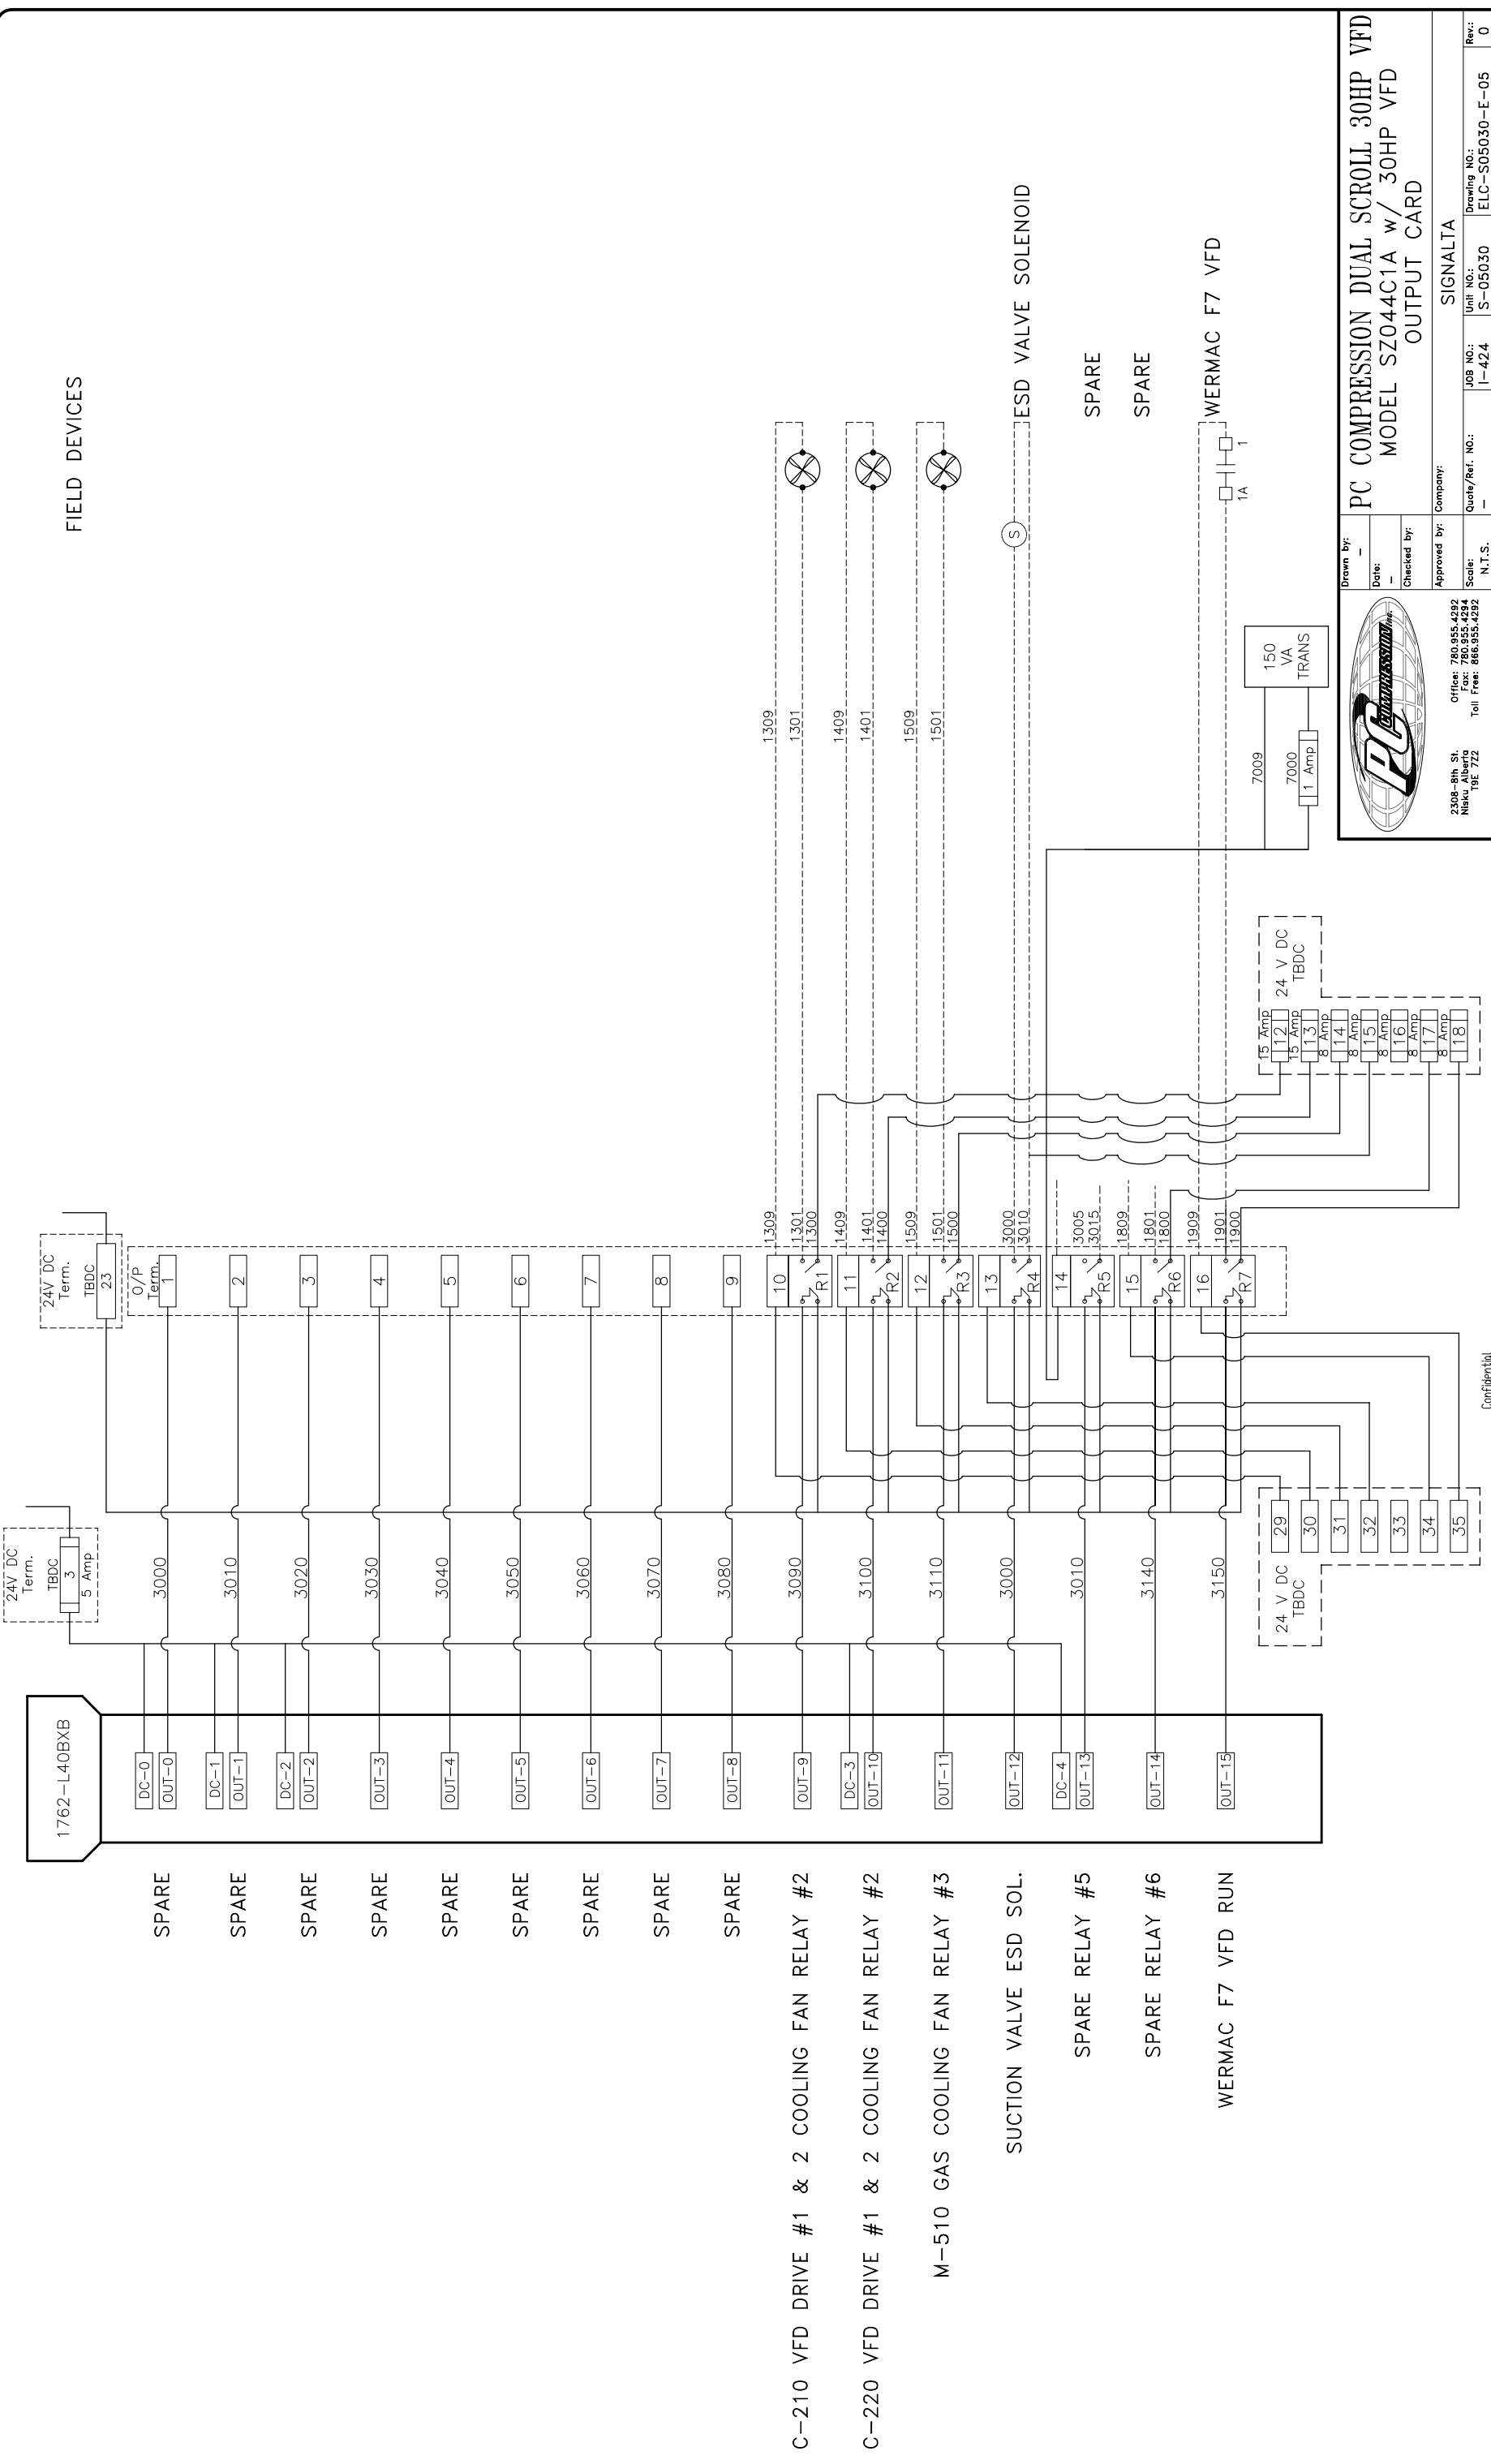 FIELD DEVICES
24V DC
Term.
TBDC
3
5 Amp
24V DC
Term.
TBDC
23
O/P
Term.
1762-L40BXB
SPARE
DC-0
OUT-0
3000
1
SPARE
DC-1
OUT-1
3010
2
SPARE
DC-2
OUT-2
3020
3
SPARE
OUT-3
3030
4
SPARE
OUT-4
3040
5
SPARE
OUT-5
3050
6
SPARE
OUT-6
3060
7
SPARE
OUT-7
3070
8
SPARE
OUT-8
3080
9
C-210 VFD DRIVE #1 & 2 COOLING FAN RELAY #2
OUT-9
3090
10
R1
1309
1301
1300
1309
1301
C-220 VFD DRIVE #1 & 2 COOLING FAN RELAY #2
DC-3
OUT-10
3100
11
R2
1409
1401
1400
1409
1401
M-510 GAS COOLING FAN RELAY #3
OUT-11
3110
12
R3
1509
1501
1500
1509
1501
SUCTION VALVE ESD SOL.
OUT-12
3000
13
R4
3000
3010
S
ESD VALVE SOLENOID
SPARE RELAY #5
DC-4
OUT-13
3010
14
R5
3005
3015
SPARE
SPARE RELAY #6
OUT-14
3140
15
R6
1809
1801
1800
SPARE
WERMAC F7 VFD RUN
OUT-15
3150
16
R7
1909
1901
1900
1A
1
WERMAC F7 VFD
24 V DC
TBDC
29
30
31
32
33
34
35
24 V DC
TBDC
15 Amp
12
15 Amp
13
8 Amp
14
8 Amp
15
8 Amp
16
8 Amp
17
8 Amp
18
7009
7000
1 Amp
150
VA
TRANS
Confidential
PC COMPRESSION Inc.
2308-8th St.
Nisku Alberta
T9E 7Z2
Office: 780.955.4292
Fax: 780.955.4294
Toll Free: 866.955.4292
Drawn by:
-
Date:
-
Checked by:
Approved by:
Scale:
N.T.S.
PC COMPRESSION DUAL SCROLL 30HP VFD
MODEL SZ044C1A w/ 30HP VFD
OUTPUT CARD
Company:
SIGNALTA
Quote/Ref. NO.:
-
JOB NO.:
I-424
Unit NO.:
S-05030
Drawing NO.:
ELC-S05030-E-05
Rev.:
0